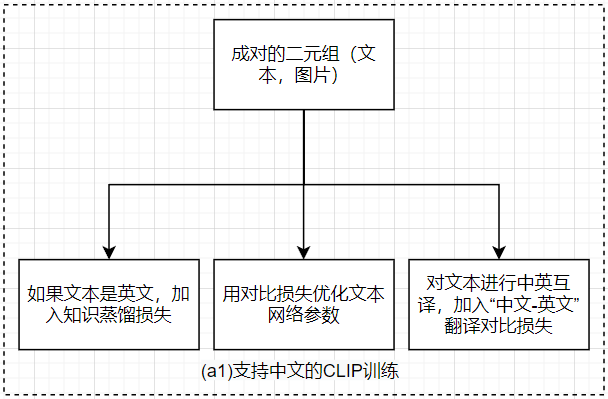 成对的二元组（文
本，图片）
如果文本是英文，加
入知识蒸馏损失
用对比损失优化文本
网络参数
对文本进行中英互
译，加入“中文-英文”
翻译对比损失
(a1)支持中文的CLIP训练